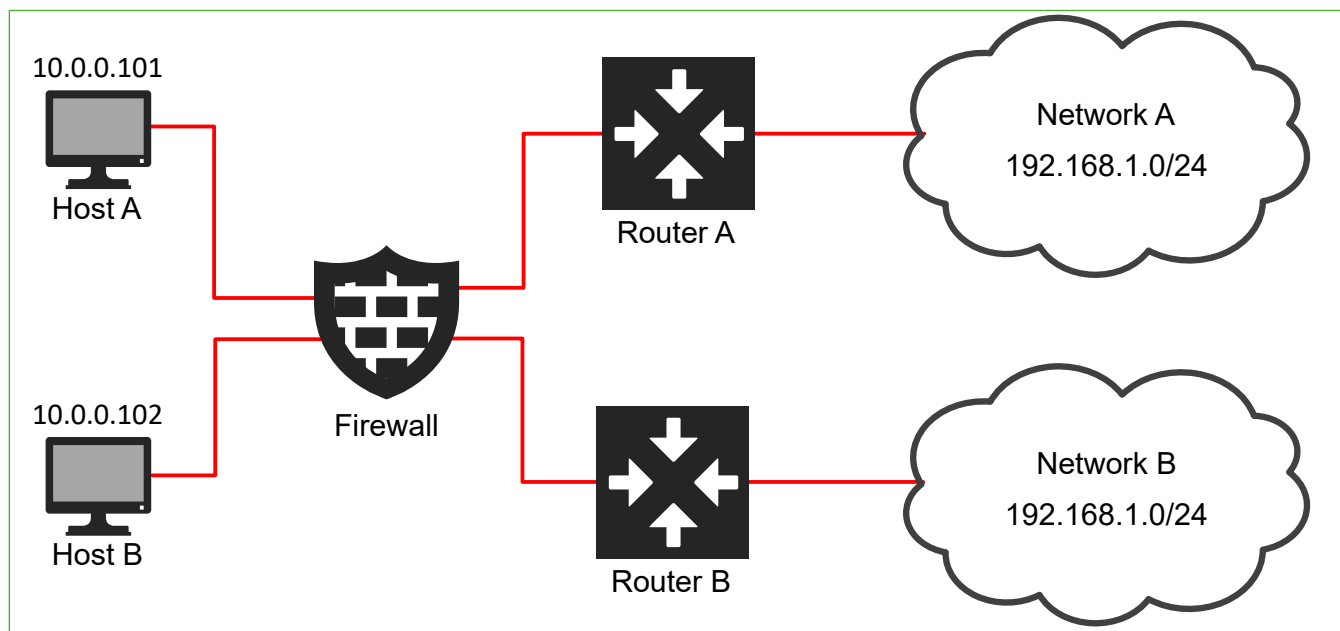 10.0.0.101
Host A
Router A
Network A
192.168.1.0/24
Firewall
10.0.0.102
Host B
Router B
Network B
192.168.1.0/24